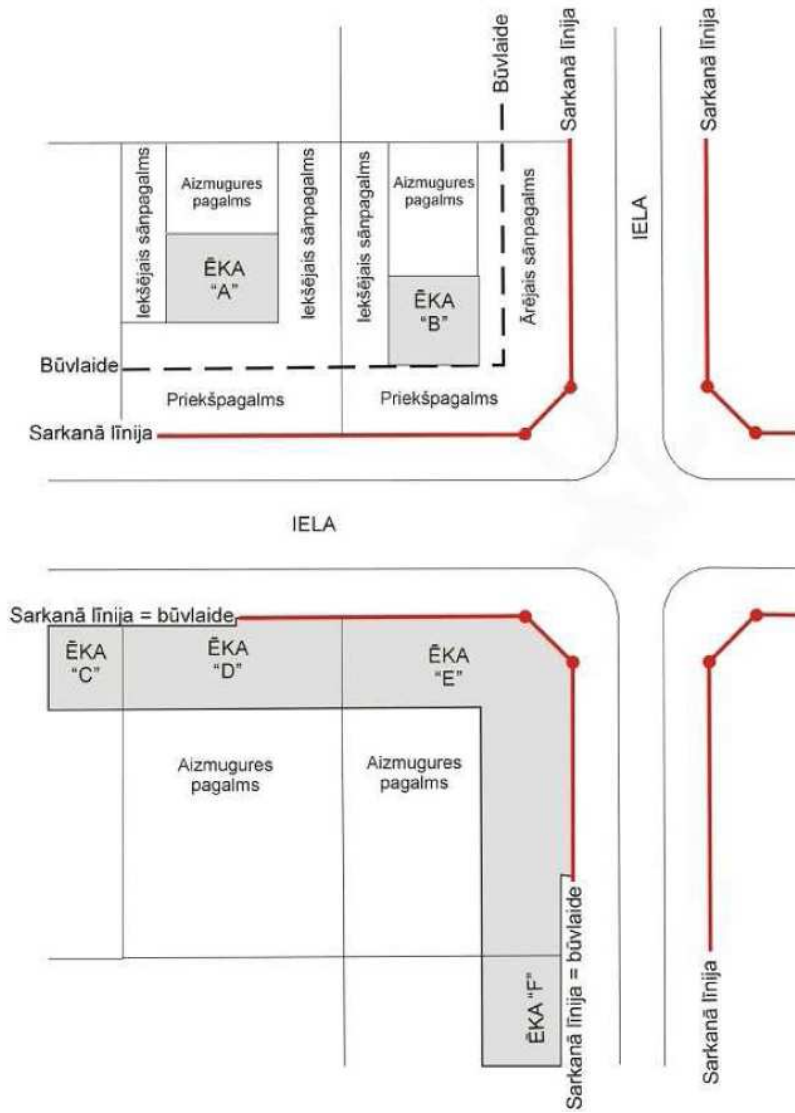 Būvlaide
Sarkanā līnija
Sarkanā līnija
Iekšējais sānpagalms
Aizmugures
pagalms
Iekšējais sānpagalms
Iekšējais sānpagalms
Aizmugures
pagalms
Ārējais sānpagalms
IELA
ĒKA
"A"
ĒKA
"B"
Būvlaide
Priekšpagalms
Priekšpagalms
Sarkanā līnija
IELA
Sarkanā līnija = būvlaide
ĒKA
"C"
ĒKA
"D"
ĒKA
"E"
Aizmugures
pagalms
Aizmugures
pagalms
ĒKA "F"
Sarkanā līnija = būvlaide
Sarkanā līnija